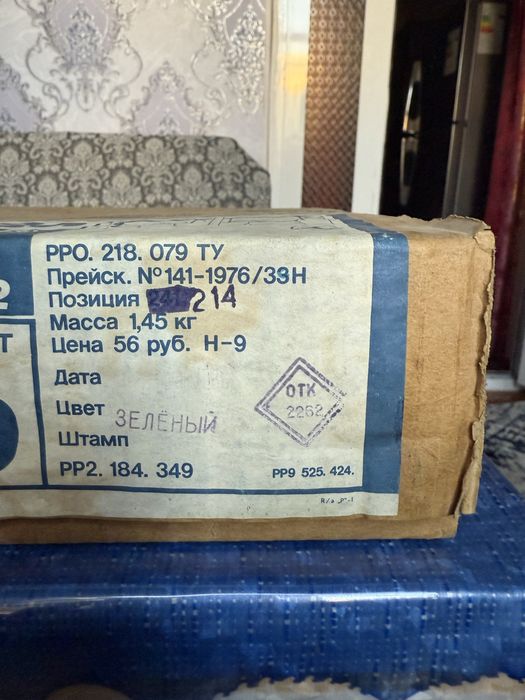 2
Т
РРО. 218. 079 ТУ
Прейск. №141-1976/33Н
Позиция 214
Масса 1,45 кг
Цена 56 руб. Н-9
Дата
Цвет ЗЕЛЁНЫЙ
Штамп
ОТК
2262
РР2. 184. 349
РР9 525. 424.